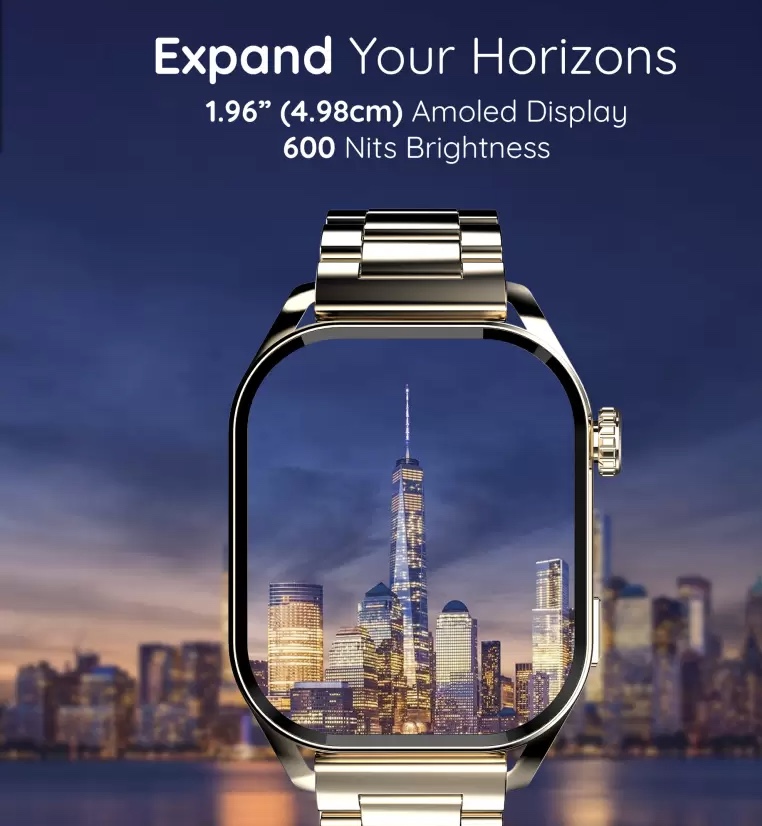 Expand Your Horizons
1.96” (4.98cm) Amoled Display
600 Nits Brightness